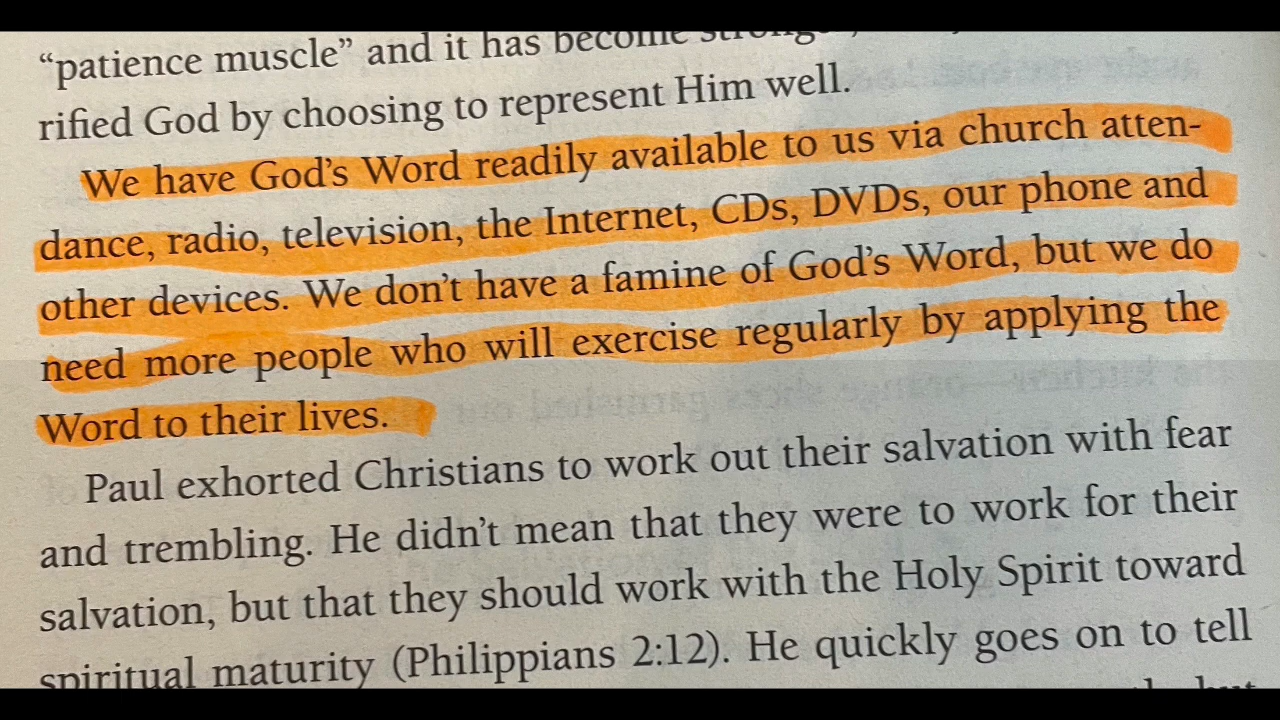 “patience muscle” and it has become
rified God by choosing to represent Him well.
We have God’s Word readily available to us via church atten-
dance, radio, television, the Internet, CDs, DVDs, our phone and
other devices. We don’t have a famine of God’s Word, but we do
need more people who will exercise regularly by applying the
Word to their lives.
Paul exhorted Christians to work out their salvation with fear
and trembling. He didn’t mean that they were to work for their
salvation, but that they should work with the Holy Spirit toward
spiritual maturity (Philippians 2:12). He quickly goes on to tell